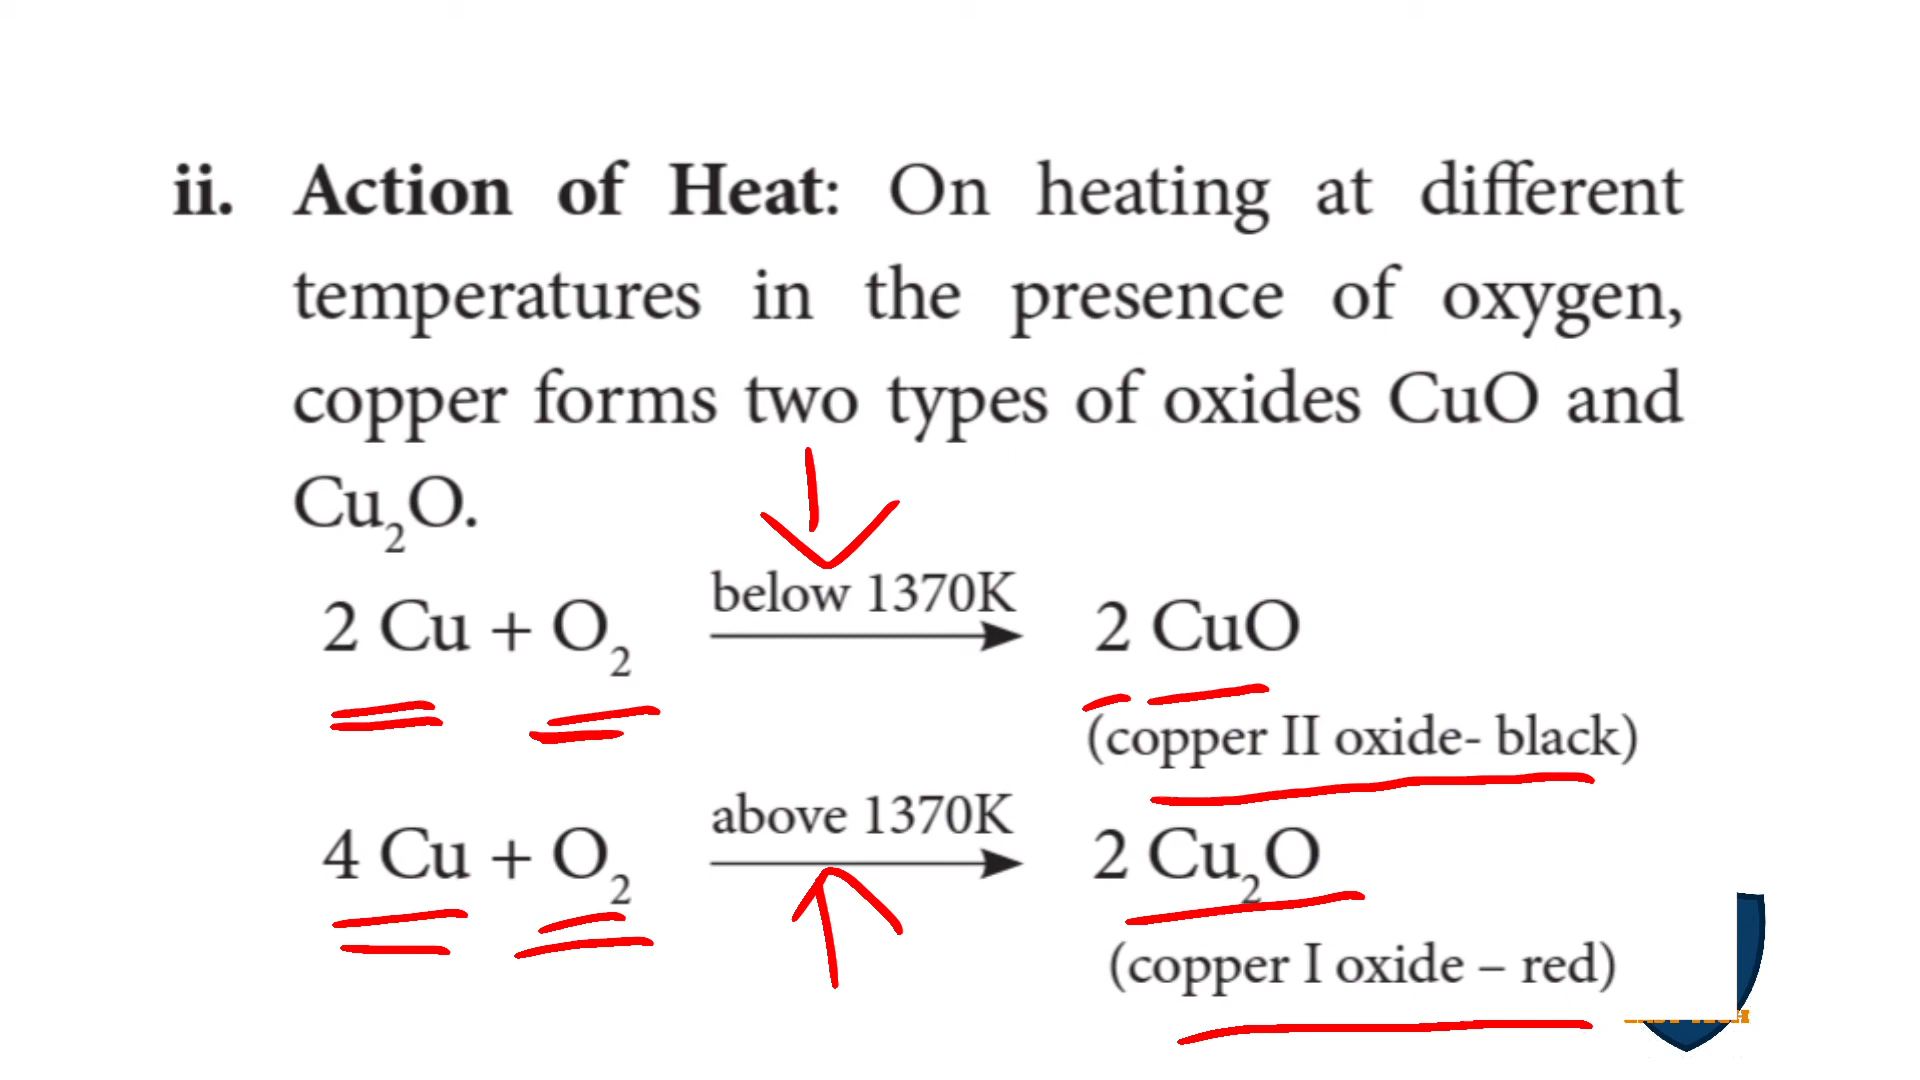 ii. Action of Heat: On heating at different
temperatures in the presence of oxygen,
copper forms two types of oxides CuO and
Cu₂O.
2 Cu + O₂ below 1370K 2 CuO
(copper II oxide- black)
4 Cu + O₂ above 1370K 2 Cu₂O
(copper I oxide – red)